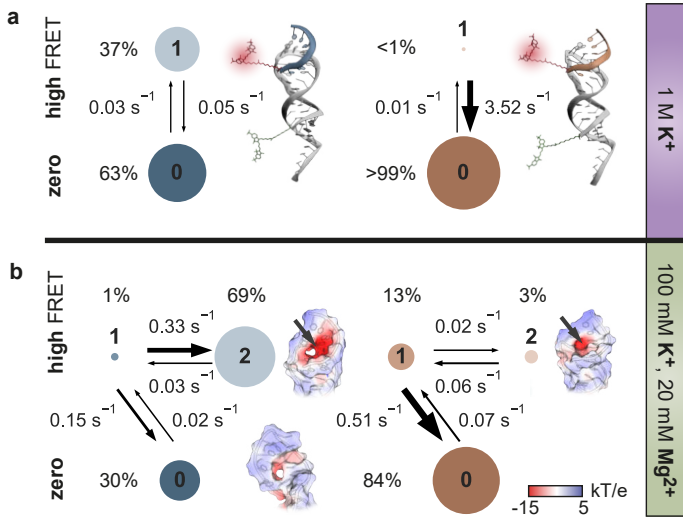 a
high FRET
zero
37%
1
0.03 s⁻¹
0.05 s⁻¹
63%
0
<1%
1
0.01 s⁻¹
3.52 s⁻¹
>99%
0
1 M K⁺
b
high FRET
zero
1%
1
0.33 s⁻¹
69%
2
0.03 s⁻¹
0.15 s⁻¹
0.02 s⁻¹
30%
0
13%
1
0.02 s⁻¹
3%
2
0.06 s⁻¹
0.51 s⁻¹
0.07 s⁻¹
84%
0
kT/e
-15 5
100 mM K⁺, 20 mM Mg²⁺